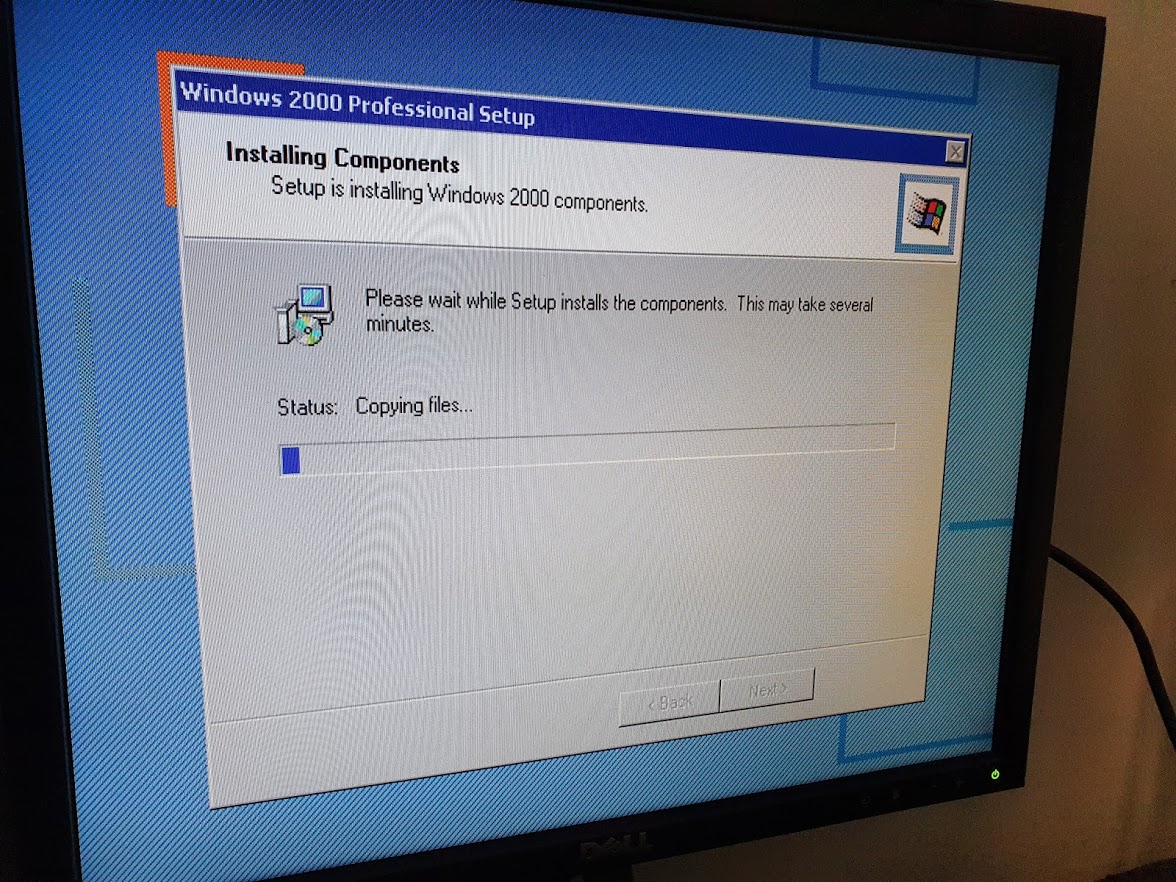 Windows 2000 Professional Setup
Installing Components
Setup is installing Windows 2000 components.
Please wait while Setup installs the components. This may take several
minutes.
Status: Copying files...
< Back Next >
DELL